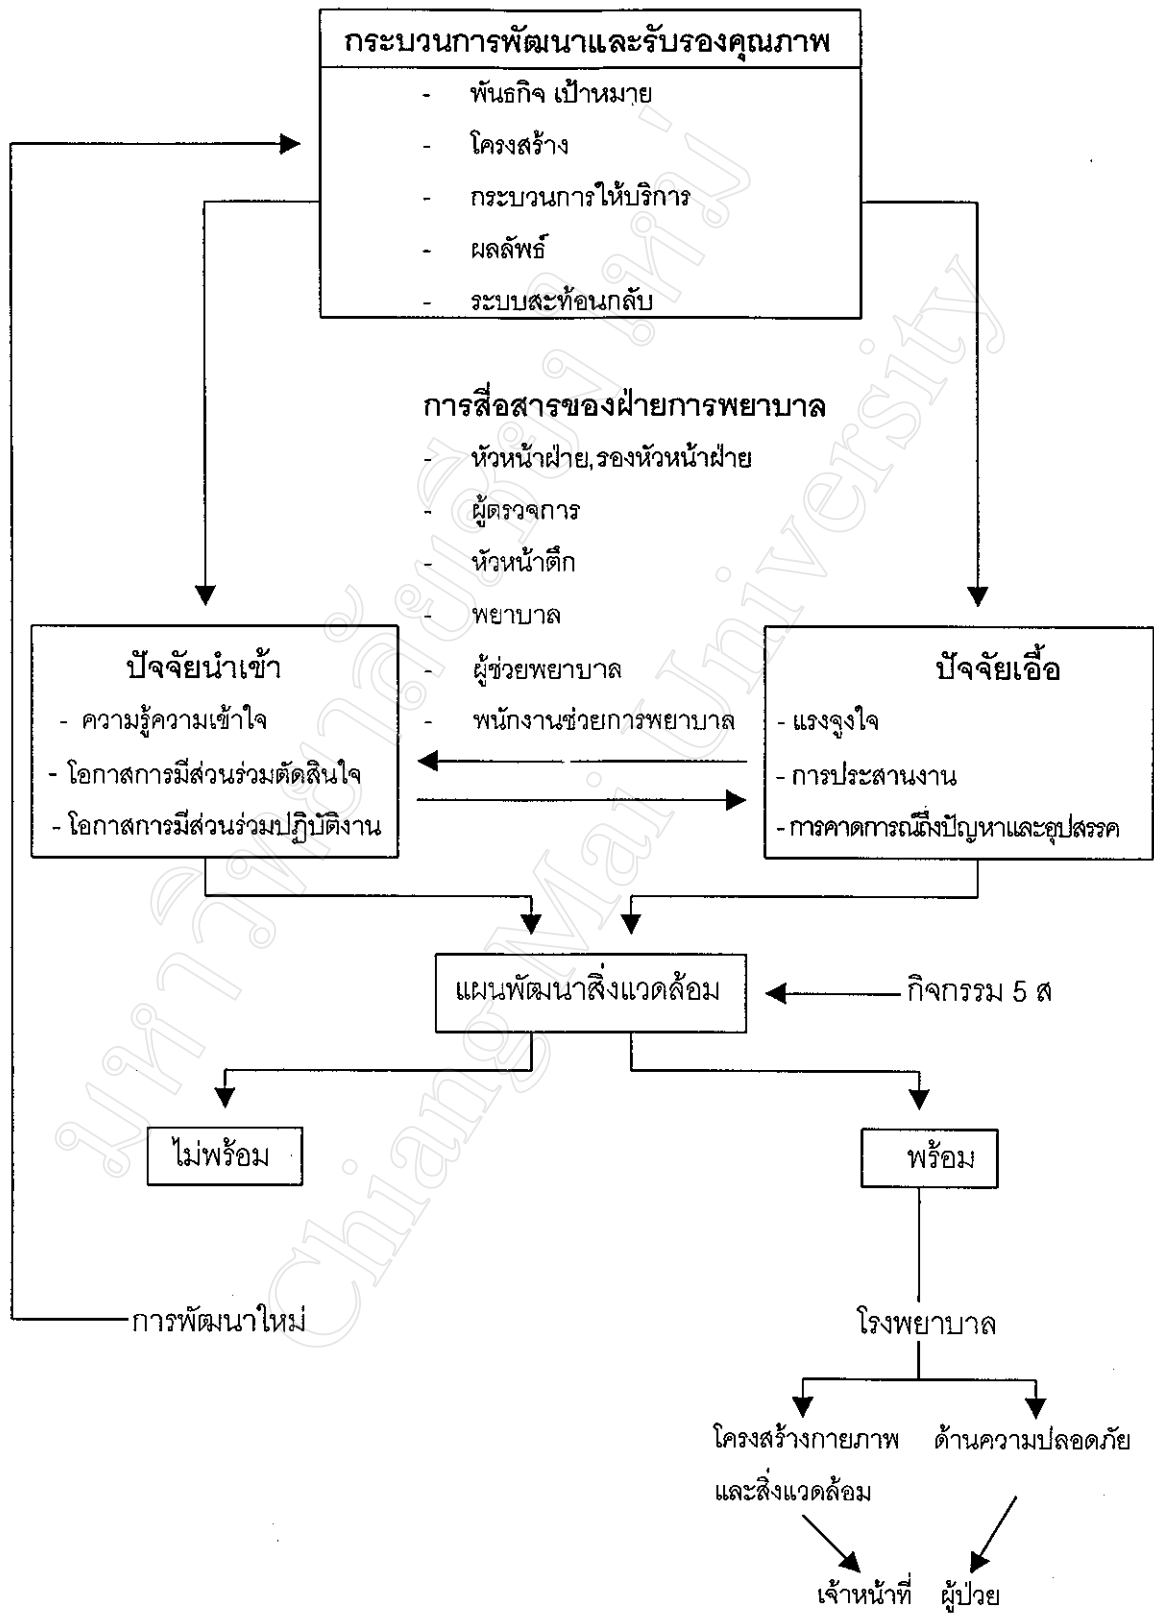 กระบวนการพัฒนาและรับรองคุณภาพ
- พันธกิจ เป้าหมาย
- โครงสร้าง
- กระบวนการให้บริการ
- ผลลัพธ์
- ระบบสะท้อนกลับ
การสื่อสารของฝ่ายการพยาบาล
- หัวหน้าฝ่าย,รองหัวหน้าฝ่าย
- ผู้ตรวจการ
- หัวหน้าตึก
- พยาบาล
- ผู้ช่วยพยาบาล
- พนักงานช่วยการพยาบาล
ปัจจัยนำเข้า
- ความรู้ความเข้าใจ
- โอกาสการมีส่วนร่วมตัดสินใจ
- โอกาสการมีส่วนร่วมปฏิบัติงาน
ปัจจัยเอื้อ
- แรงจูงใจ
- การประสานงาน
- การคาดการณ์ถึงปัญหาและอุปสรรค
แผนพัฒนาสิ่งแวดล้อม
กิจกรรม 5 ส
ไม่พร้อม
พร้อม
การพัฒนาใหม่
โรงพยาบาล
โครงสร้างกายภาพ
และสิ่งแวดล้อม
ด้านความปลอดภัย
เจ้าหน้าที่
ผู้ป่วย
มหาวิทยาลัยเชียงใหม่
Chiang Mai University